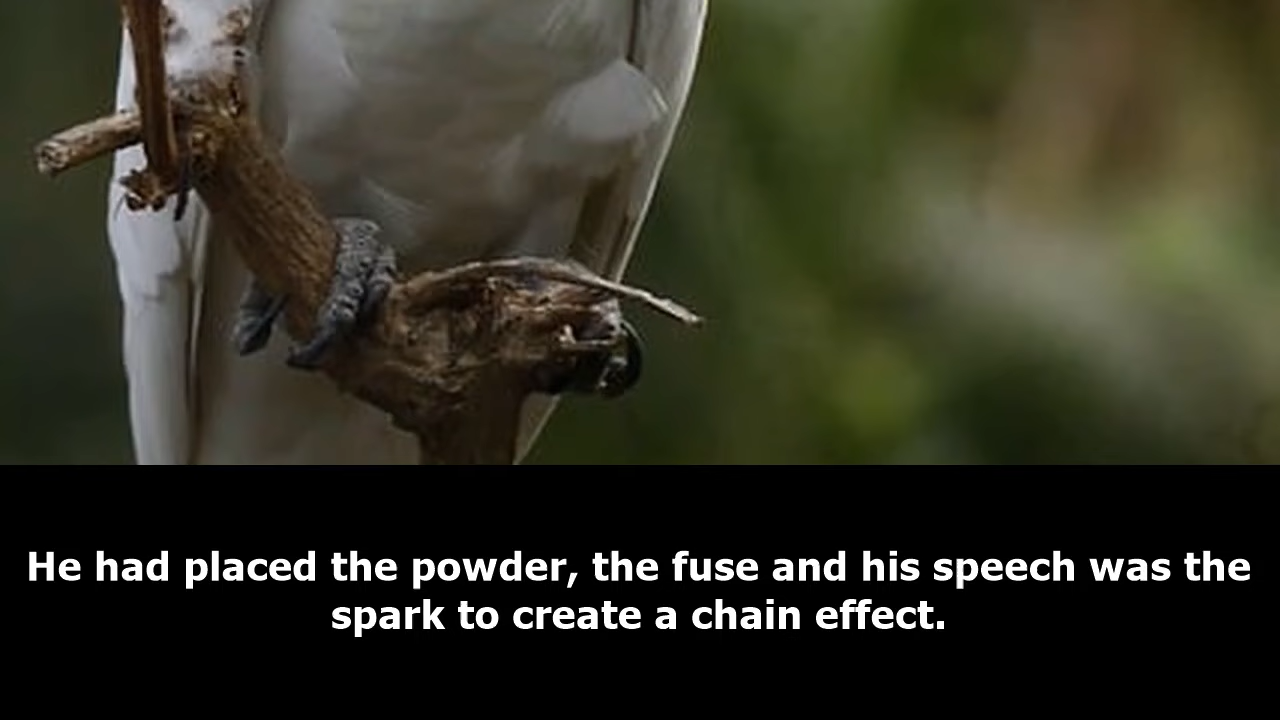 He had placed the powder, the fuse and his speech was the
spark to create a chain effect.